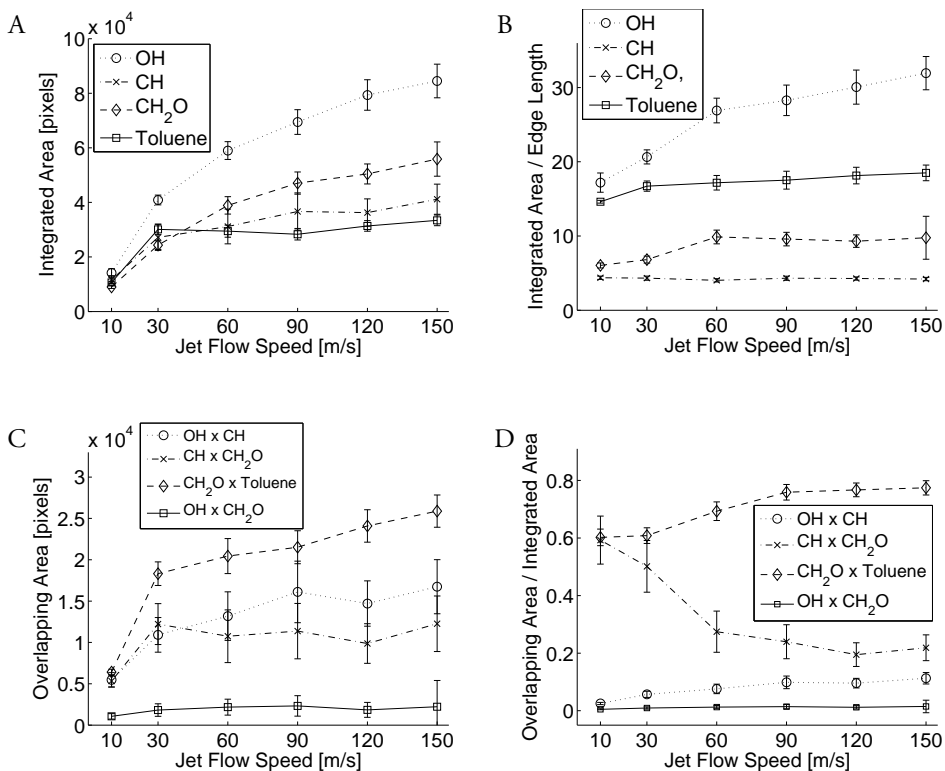 A
x 10⁴
10
8
6
4
2
0
Integrated Area [pixels]
OH
CH
CH₂O
Toluene
10 30 60 90 120 150
Jet Flow Speed [m/s]
B
30
20
10
0
Integrated Area / Edge Length
OH
CH
CH₂O,
Toluene
10 30 60 90 120 150
Jet Flow Speed [m/s]
C
x 10⁴
3
2.5
2
1.5
1
0.5
0
Overlapping Area [pixels]
OH x CH
CH x CH₂O
CH₂O x Toluene
OH x CH₂O
10 30 60 90 120 150
Jet Flow Speed [m/s]
D
0.8
0.6
0.4
0.2
0
Overlapping Area / Integrated Area
OH x CH
CH x CH₂O
CH₂O x Toluene
OH x CH₂O
10 30 60 90 120 150
Jet Flow Speed [m/s]